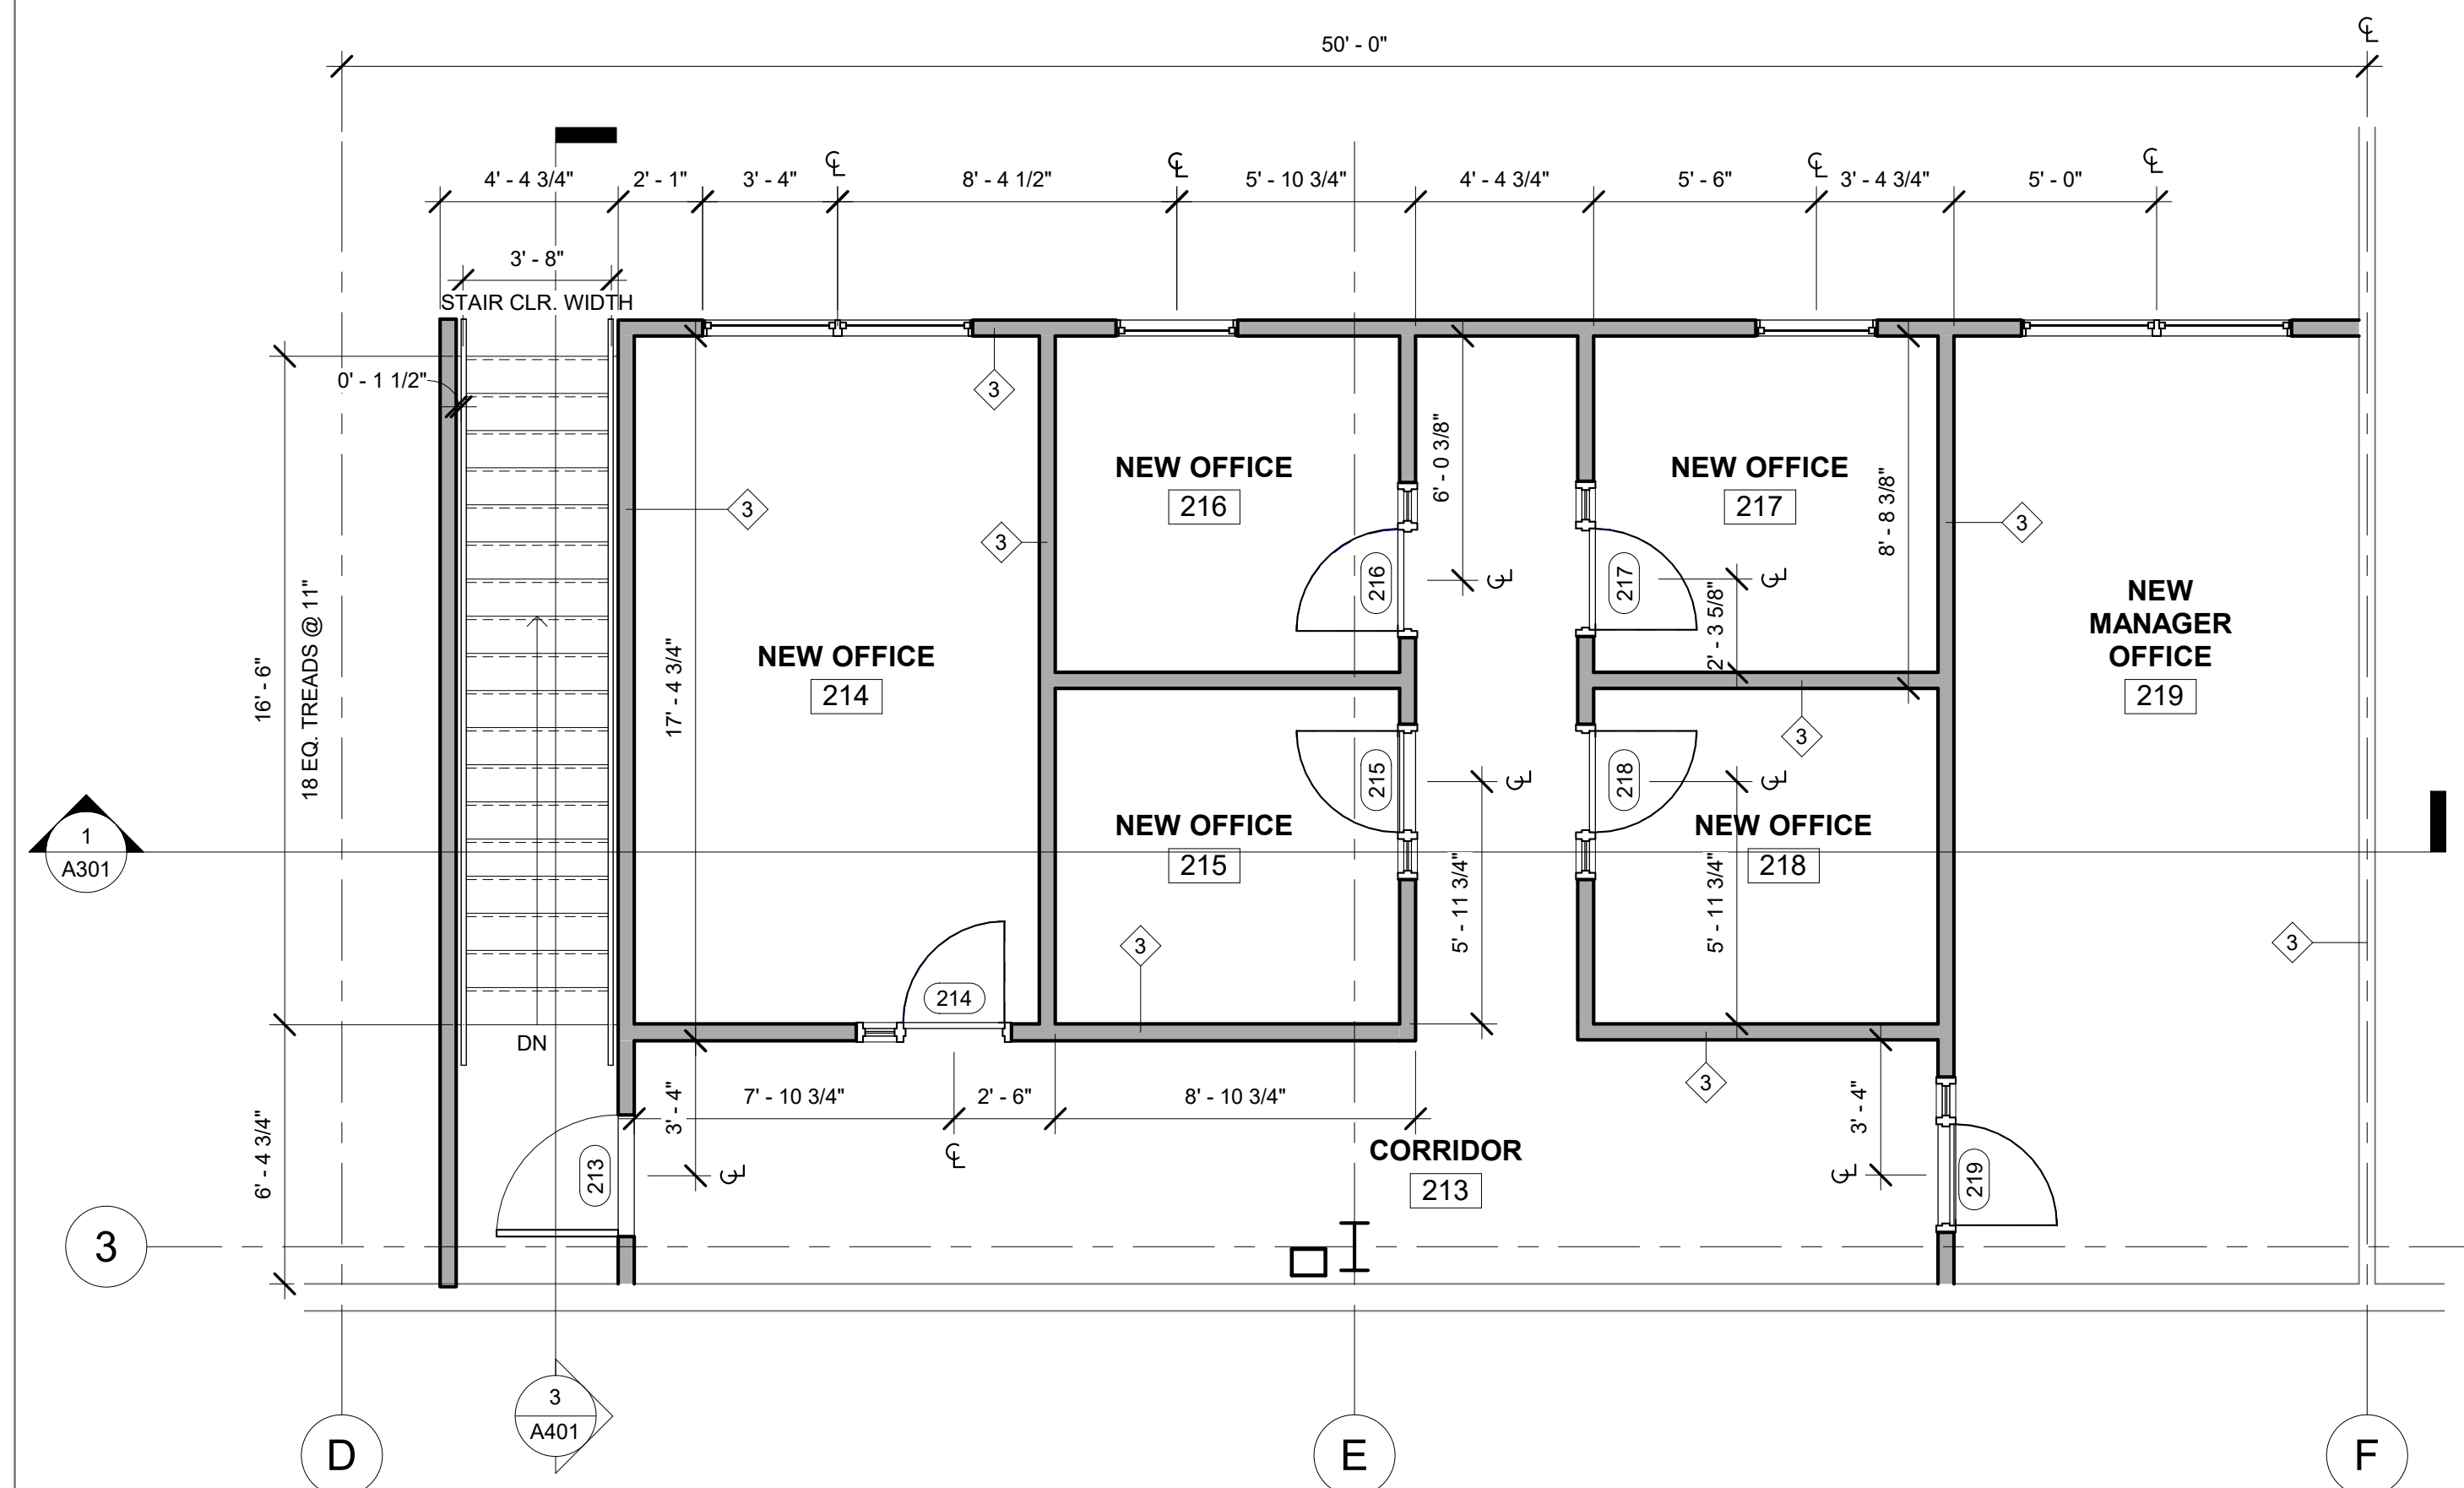 50' - 0"
℄
℄
℄
℄
℄
4' - 4 3/4"
2' - 1"
3' - 4"
8' - 4 1/2"
5' - 10 3/4"
4' - 4 3/4"
5' - 6"
3' - 4 3/4"
5' - 0"
3' - 8"
STAIR CLR. WIDTH
0' - 1 1/2"
3
6' - 0 3/8"
NEW OFFICE
216
NEW OFFICE
217
8' - 8 3/8"
3
3
3
216
℄
217
℄
2' - 3 5/8"
NEW
MANAGER
OFFICE
219
16' - 6"
18 EQ. TREADS @ 11"
17' - 4 3/4"
NEW OFFICE
214
3
215
℄
218
℄
1
A301
NEW OFFICE
215
5' - 11 3/4"
NEW OFFICE
218
5' - 11 3/4"
3
3
214
DN
3
6' - 4 3/4"
3' - 4"
7' - 10 3/4"
2' - 6"
8' - 10 3/4"
3' - 4"
℄
CORRIDOR
213
213
℄
℄
219
3
3
A401
D
E
F